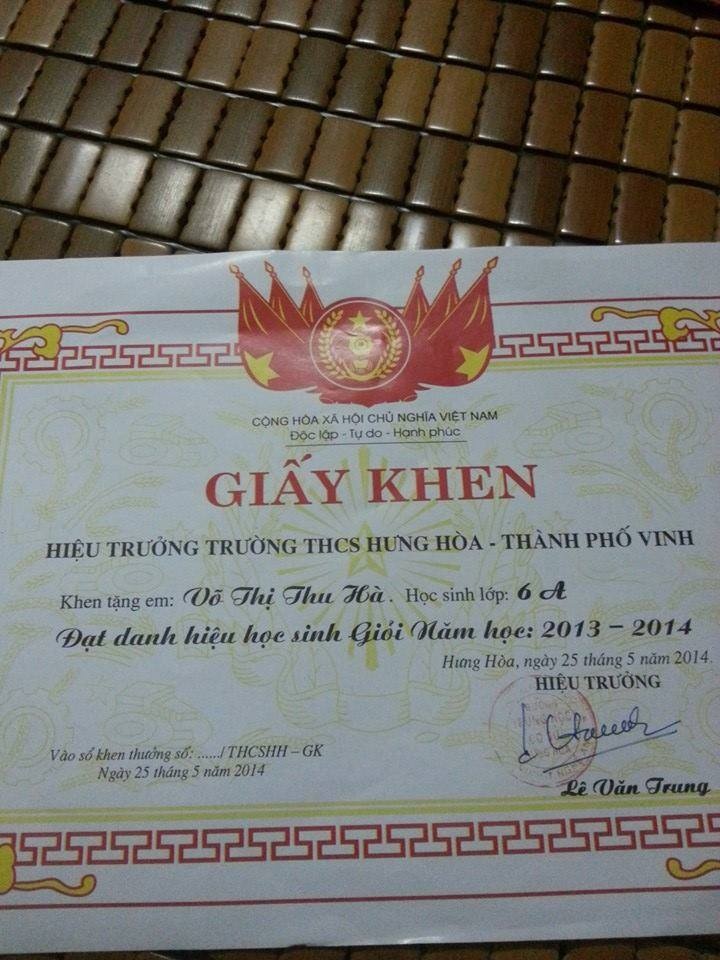 CỘNG HÒA XÃ HỘI CHỦ NGHĨA VIỆT NAM
Độc lập - Tự do - Hạnh phúc
GIẤY KHEN
HIỆU TRƯỞNG TRƯỜNG THCS HƯNG HÒA - THÀNH PHỐ VINH
Khen tặng em: Võ Thị Thu Hà. Học sinh lớp: 6 A
Đạt danh hiệu học sinh Giỏi Năm học: 2013 – 2014
Hưng Hòa, ngày 25 tháng 5 năm 2014.
HIỆU TRƯỞNG
Vào sổ khen thưởng số: ....../ THCSHH – GK
Ngày 25 tháng 5 năm 2014
Lê Văn Trung